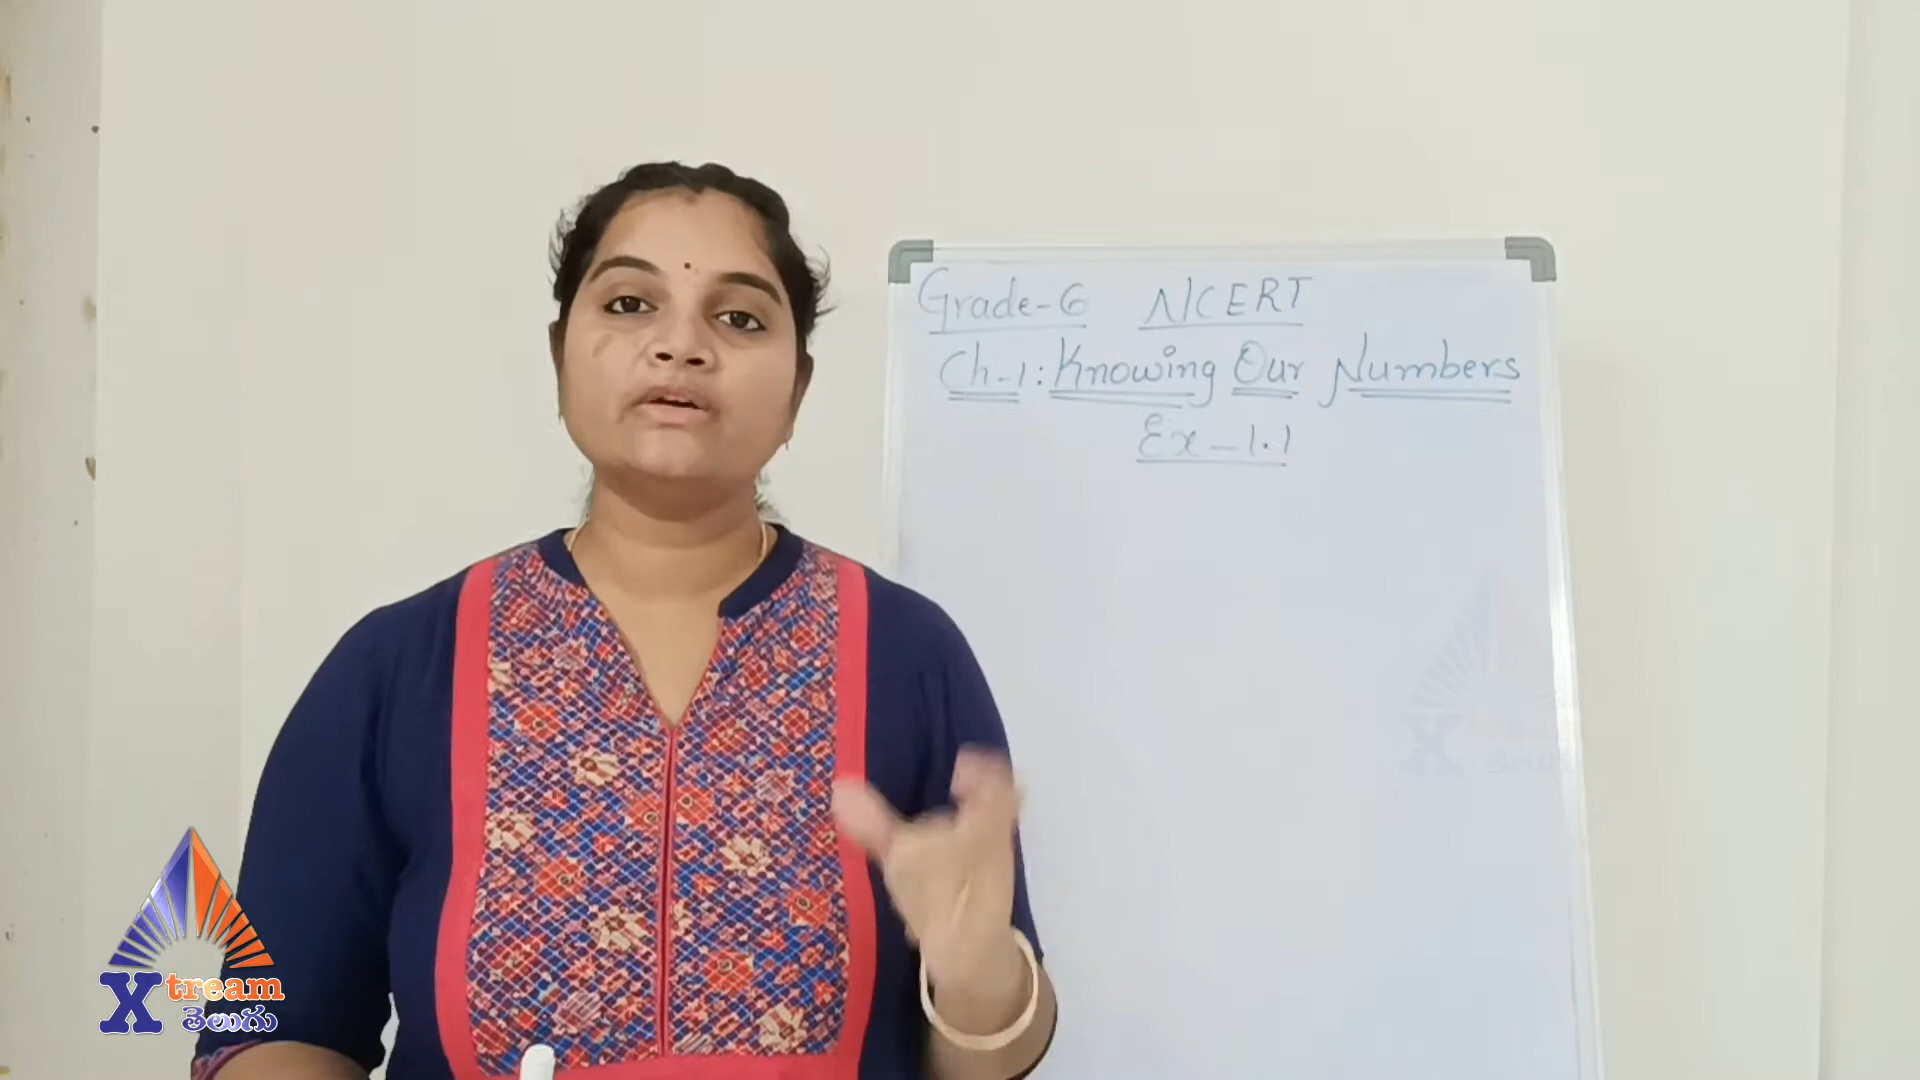 Grade-6 NCERT
Ch-1: Knowing Our Numbers
Ex-1.1
Xtream
తెలుగు